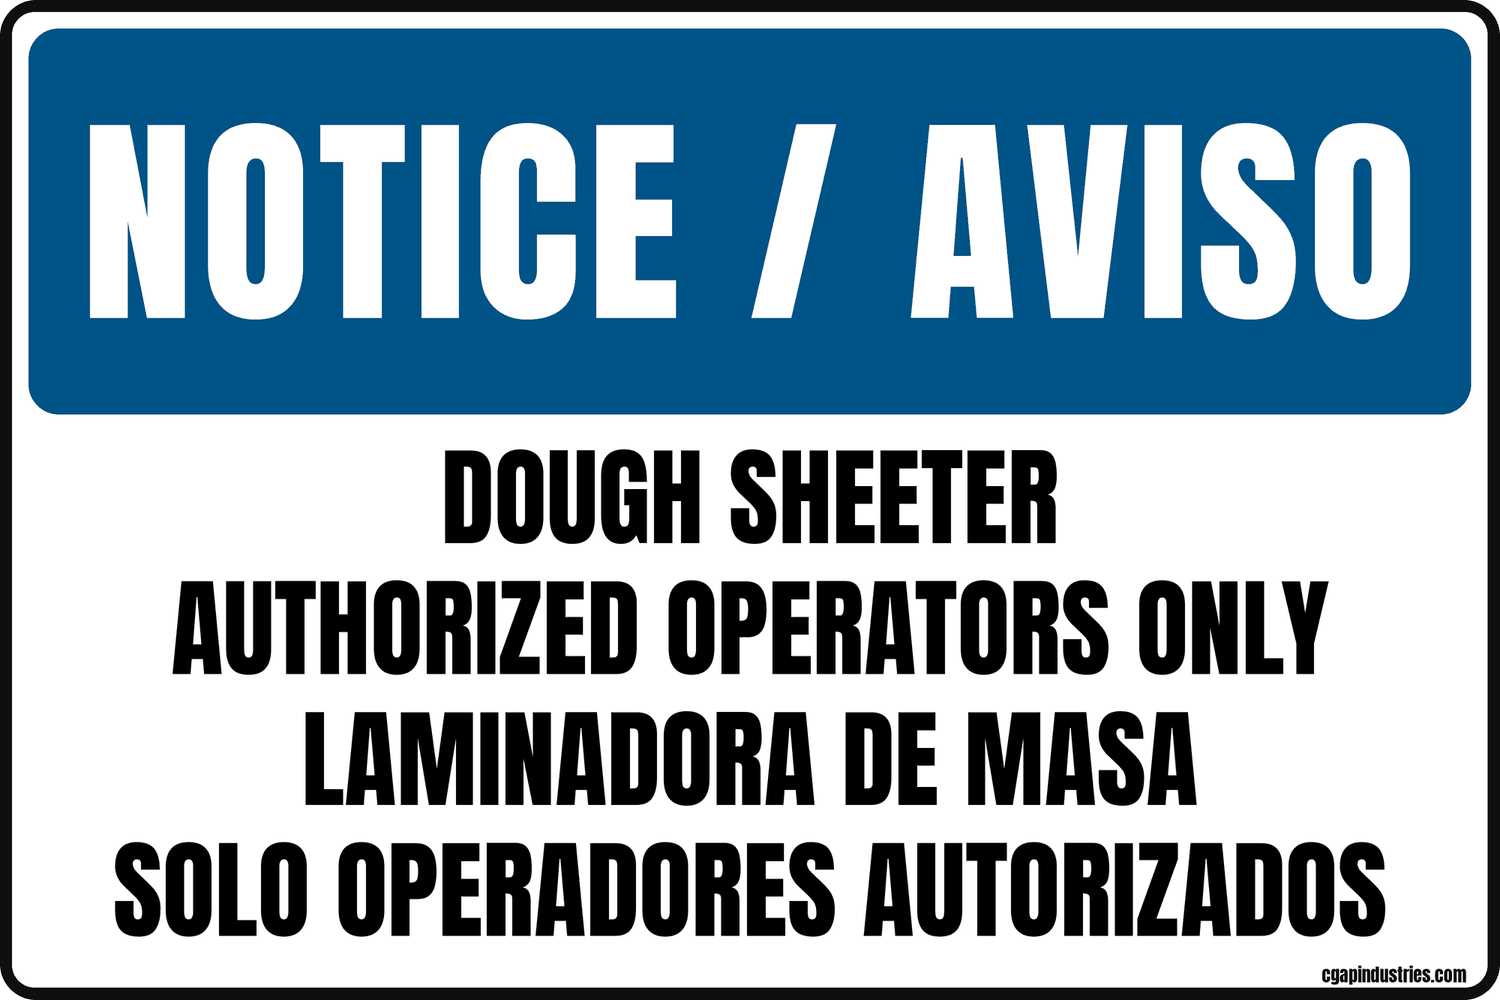 NOTICE / AVISO
DOUGH SHEETER
AUTHORIZED OPERATORS ONLY
LAMINADORA DE MASA
SOLO OPERADORES AUTORIZADOS
cgapindustries.com